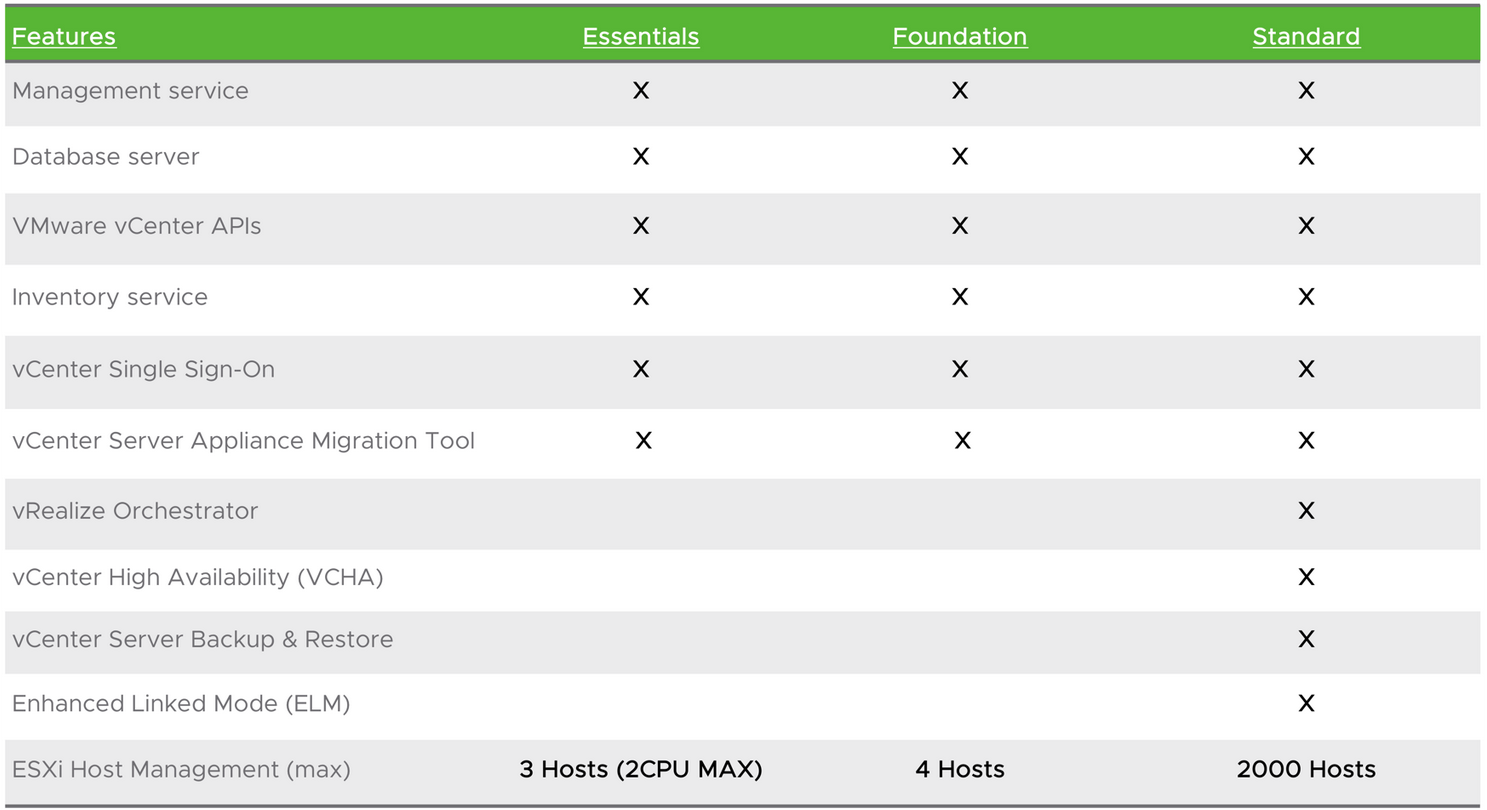 Features Essentials Foundation Standard
Management service X X X
Database server X X X
VMware vCenter APIs X X X
Inventory service X X X
vCenter Single Sign-On X X X
vCenter Server Appliance Migration Tool X X X
vRealize Orchestrator X
vCenter High Availability (VCHA) X
vCenter Server Backup & Restore X
Enhanced Linked Mode (ELM) X
ESXi Host Management (max) 3 Hosts (2CPU MAX) 4 Hosts 2000 Hosts